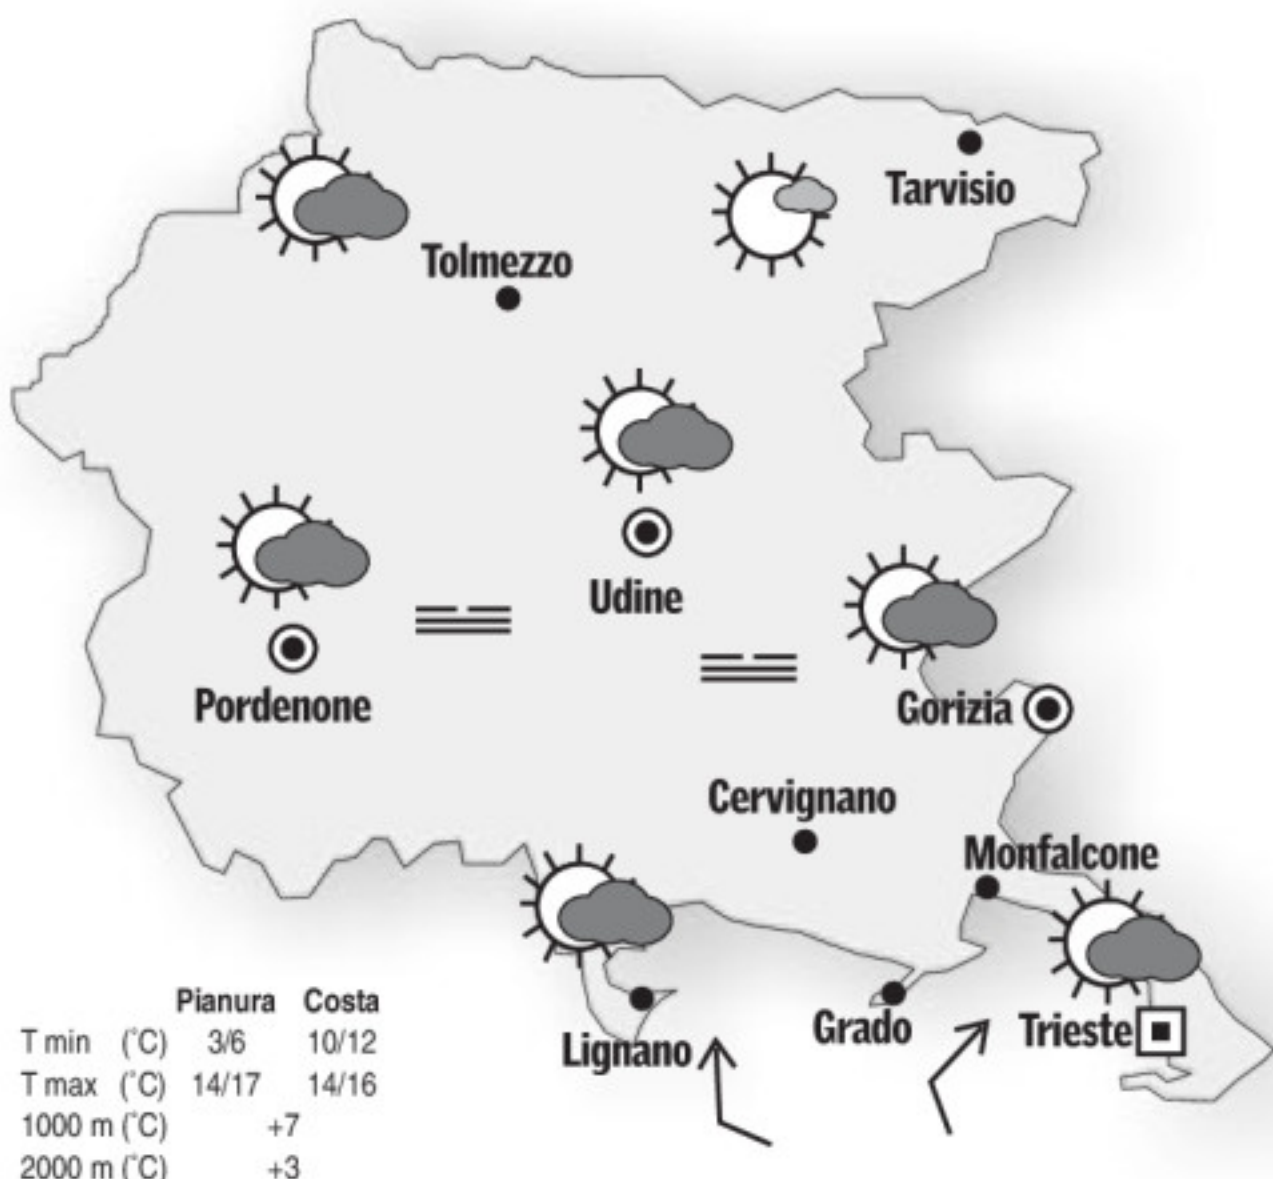 Tarvisio
Tolmezzo
Udine
Pordenone
Gorizia
Cervignano
Monfalcone
Grado
Trieste
Lignano
Pianura Costa
T min (°C) 3/6 10/12
T max (°C) 14/17 14/16
1000 m (°C) +7
2000 m (°C) +3